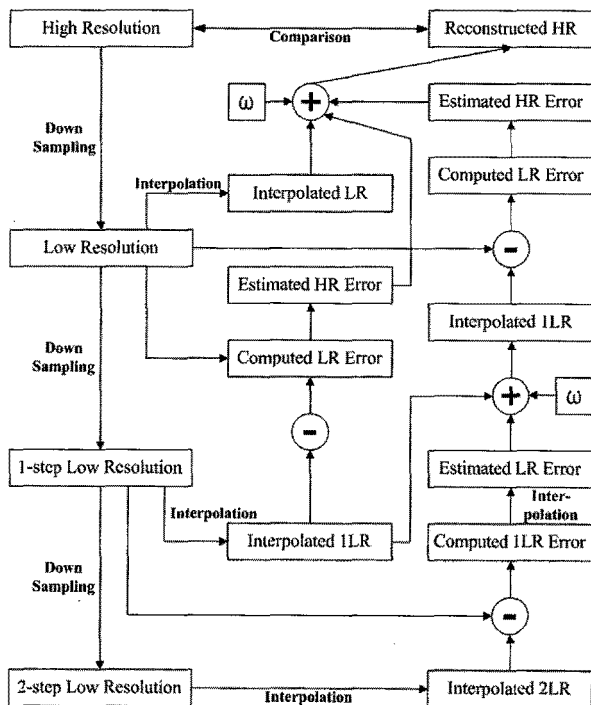 High Resolution
Comparison
Reconstructed HR
ω
+
Estimated HR Error
Down
Sampling
Computed LR Error
Interpolation
Interpolated LR
Low Resolution
-
Estimated HR Error
Interpolated 1LR
Down
Sampling
Computed LR Error
+
ω
-
1-step Low Resolution
Estimated LR Error
Interpolation
Inter-
polation
Interpolated 1LR
Computed 1LR Error
Down
Sampling
-
2-step Low Resolution
Interpolation
Interpolated 2LR